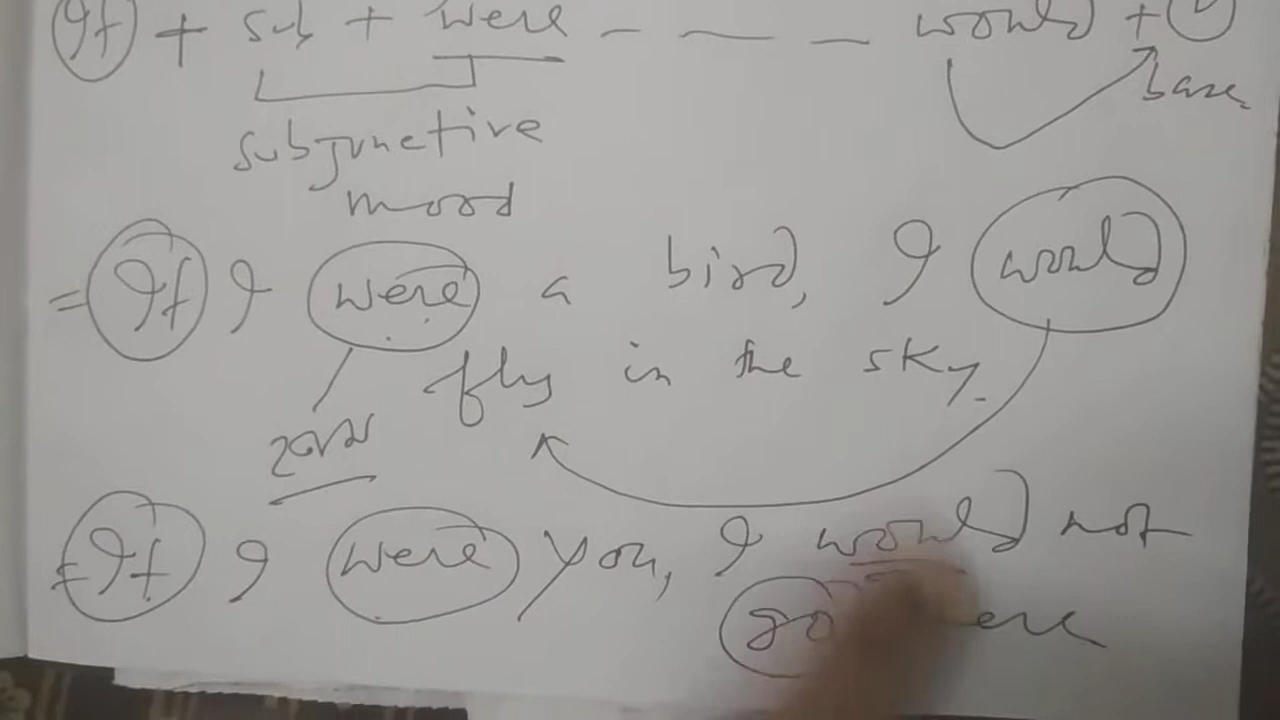 If + sub + were - - - would + V
base
subjunctive
mood
= If I were a bird, I would
fly in the sky.
= If I were you, I would not
go